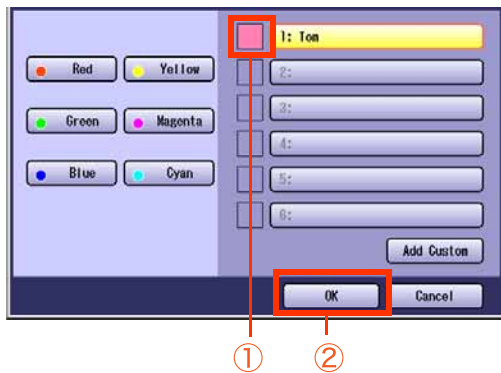 1: Tom
Red Yellow 2:
3:
Green Magenta
4:
Blue Cyan 5:
6:
Add Custom
OK Cancel
① ②